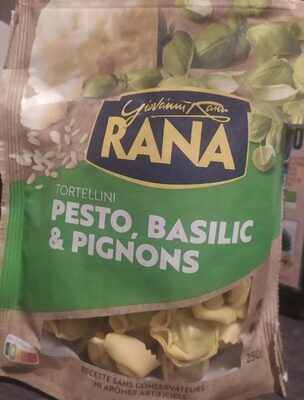 Giovanni Rana
RANA
TORTELLINI
PESTO, BASILIC
& PIGNONS
250g
RECETTE SANS CONSERVATEURS
NI ARÔMES ARTIFICIELS